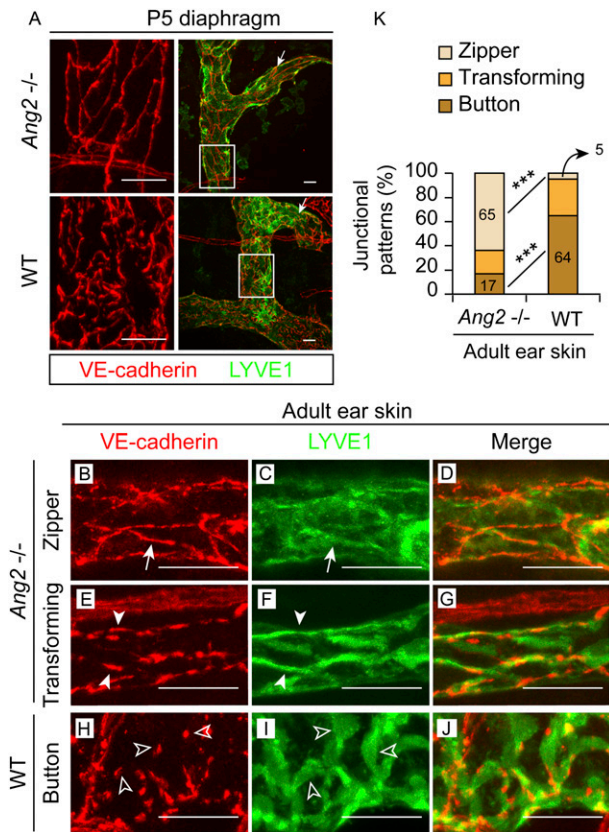 A
P5 diaphragm
Ang2 -/-
WT
VE-cadherin LYVE1
K
Zipper
Transforming
Button
Junctional patterns (%)
100
80
60
40
20
0
65
17
***
***
5
64
Ang2 -/- WT
Adult ear skin
Adult ear skin
VE-cadherin LYVE1 Merge
Ang2 -/-
Zipper
B C D
Transforming
E F G
WT
Button
H I J